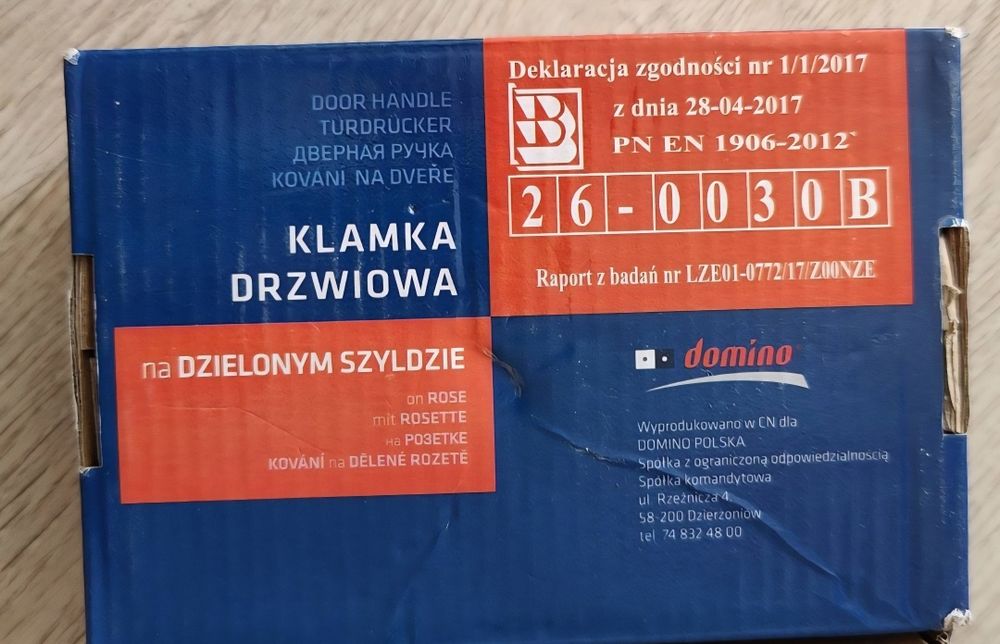 DOOR HANDLE
TURDRUCKER
ДВЕРНАЯ РУЧКА
KOVANI NA DVEŘE
KLAMKA
DRZWIOWA
na DZIELONYM SZYLDZIE
on ROSE
mit ROSETTE
на РОЗЕТКЕ
KOVÁNÍ na DĚLENÉ ROZETĚ
Deklaracja zgodności nr 1/1/2017
z dnia 28-04-2017
B
PN EN 1906-2012`
26-0030B
Raport z badań nr LZE01-0772/17/Z00NZE
domino
Wyprodukowano w CN dla
DOMINO POLSKA
Spółka z ograniczoną odpowiedzialnością
Spółka komandytowa
ul. Rzeźnicza 4.
58-200 Dzierżoniów
tel 74 832 48 00